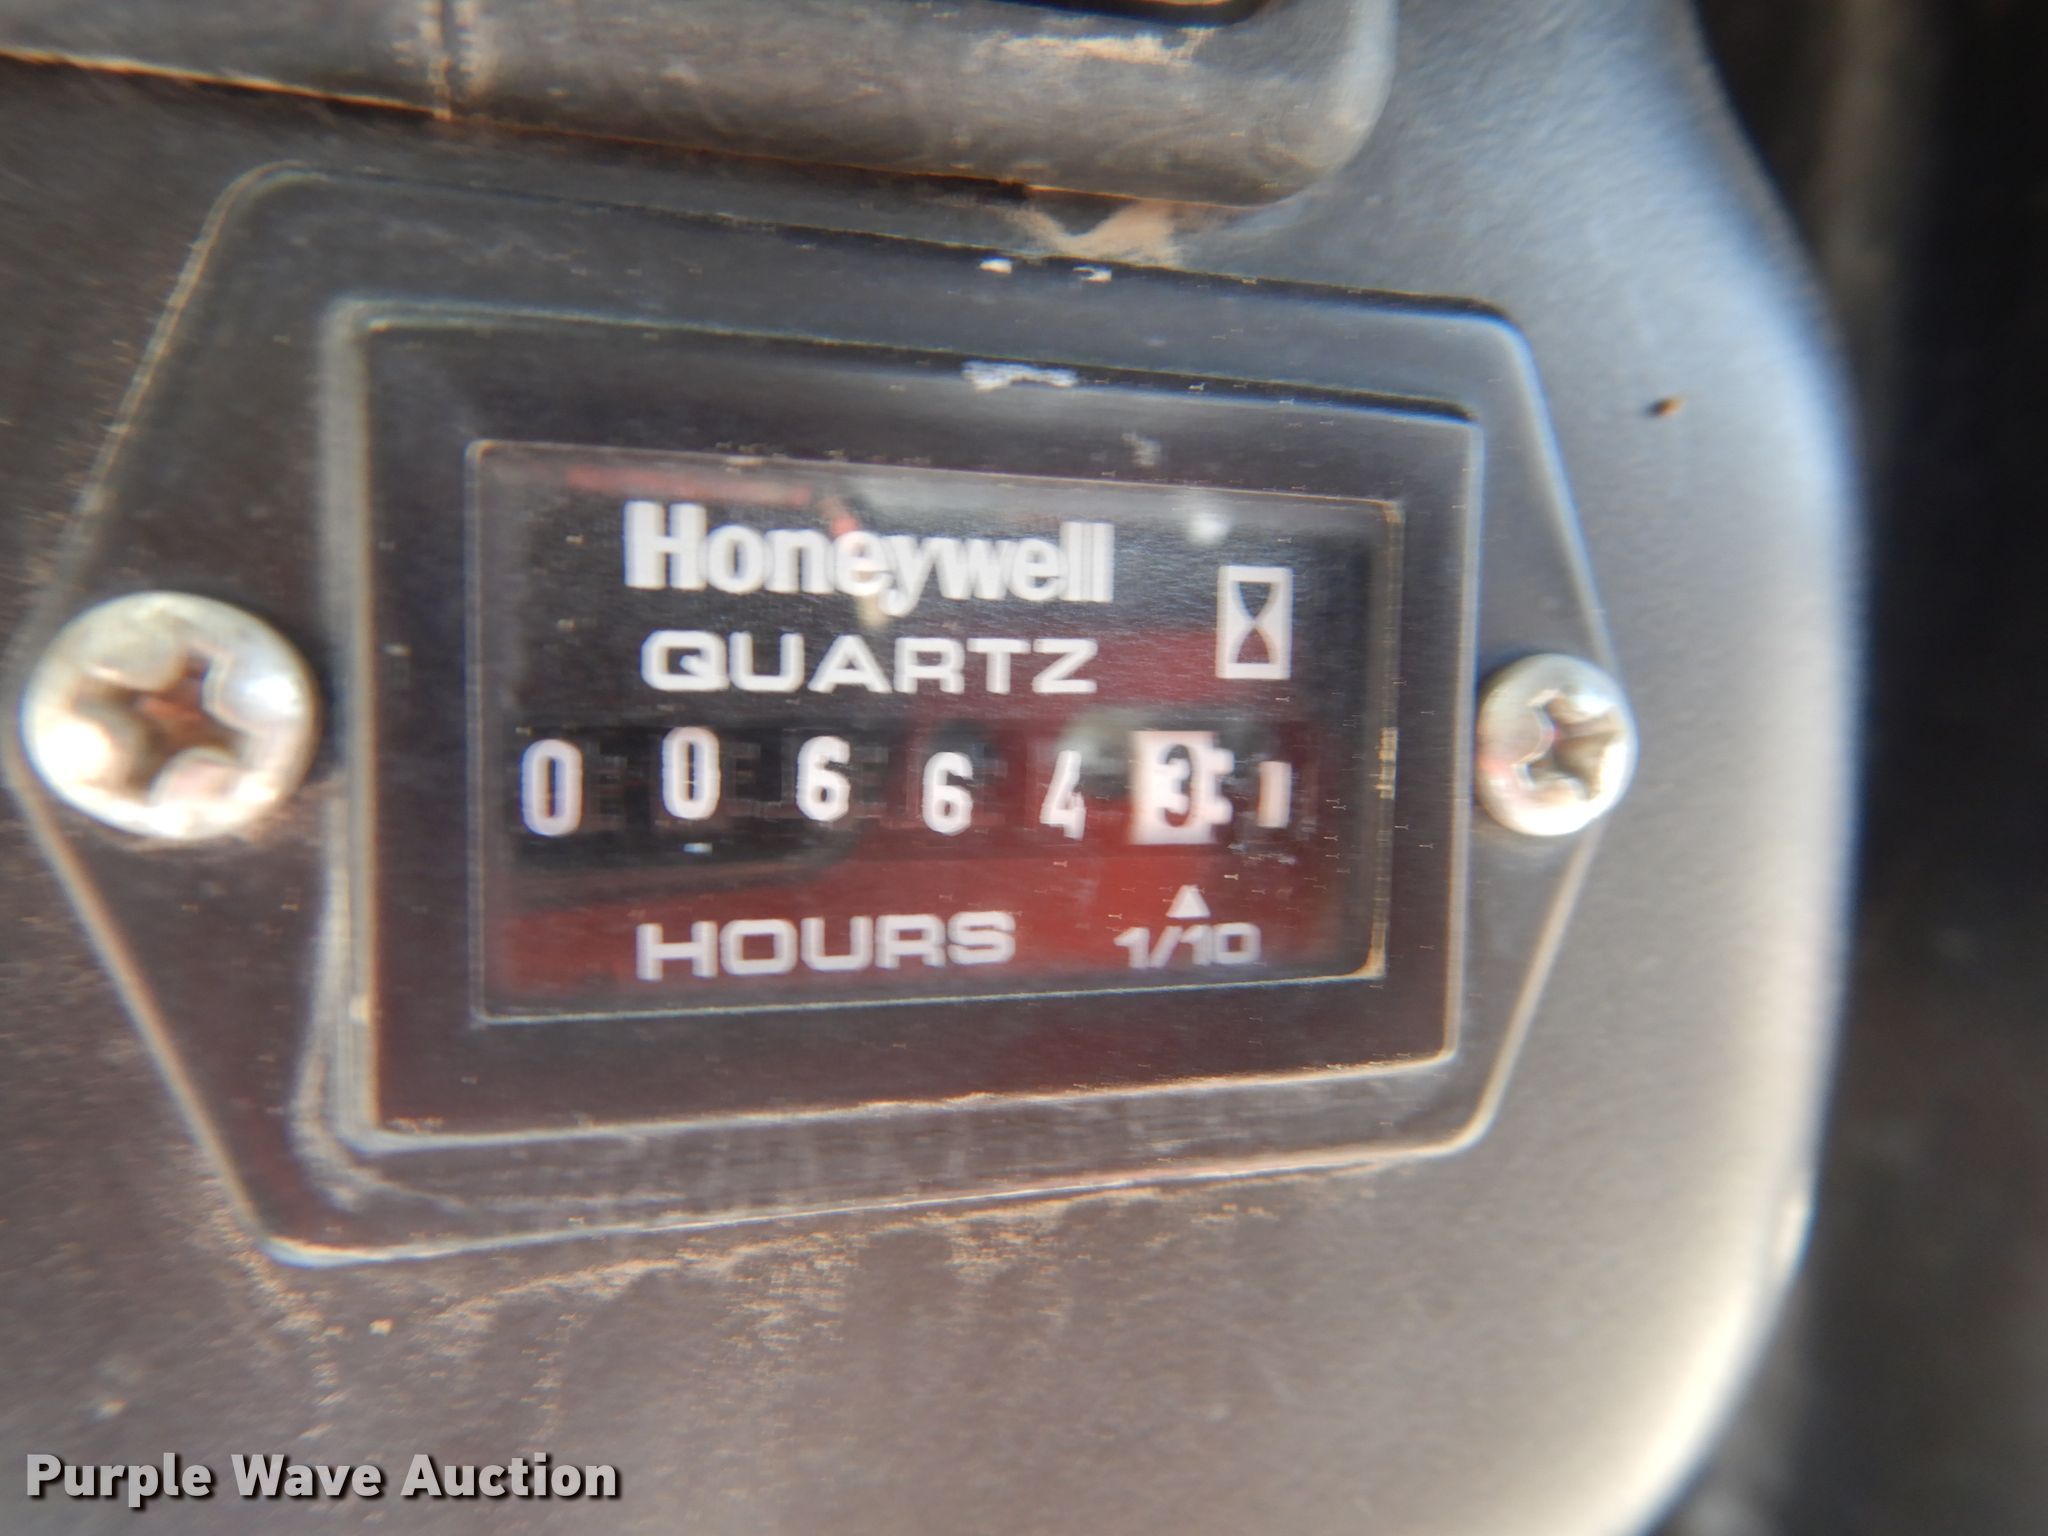 Honeywell
QUARTZ
0 0 6 6 4 3
HOURS 1/10
Purple Wave Auction